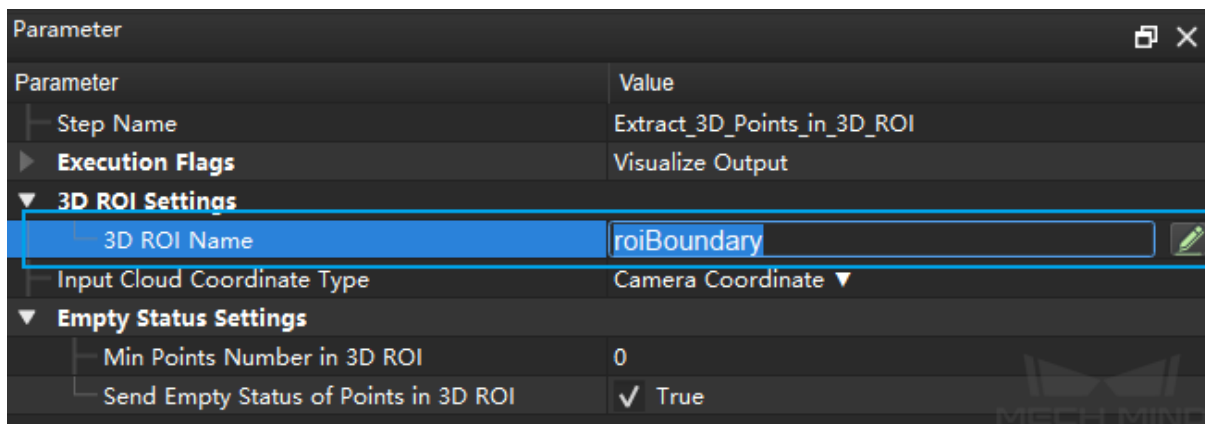 Parameter
Parameter Value
Step Name Extract_3D_Points_in_3D_ROI
Execution Flags Visualize Output
3D ROI Settings
3D ROI Name roiBoundary
Input Cloud Coordinate Type Camera Coordinate ▼
Empty Status Settings
Min Points Number in 3D ROI 0
Send Empty Status of Points in 3D ROI ✓ True
MECH MIND